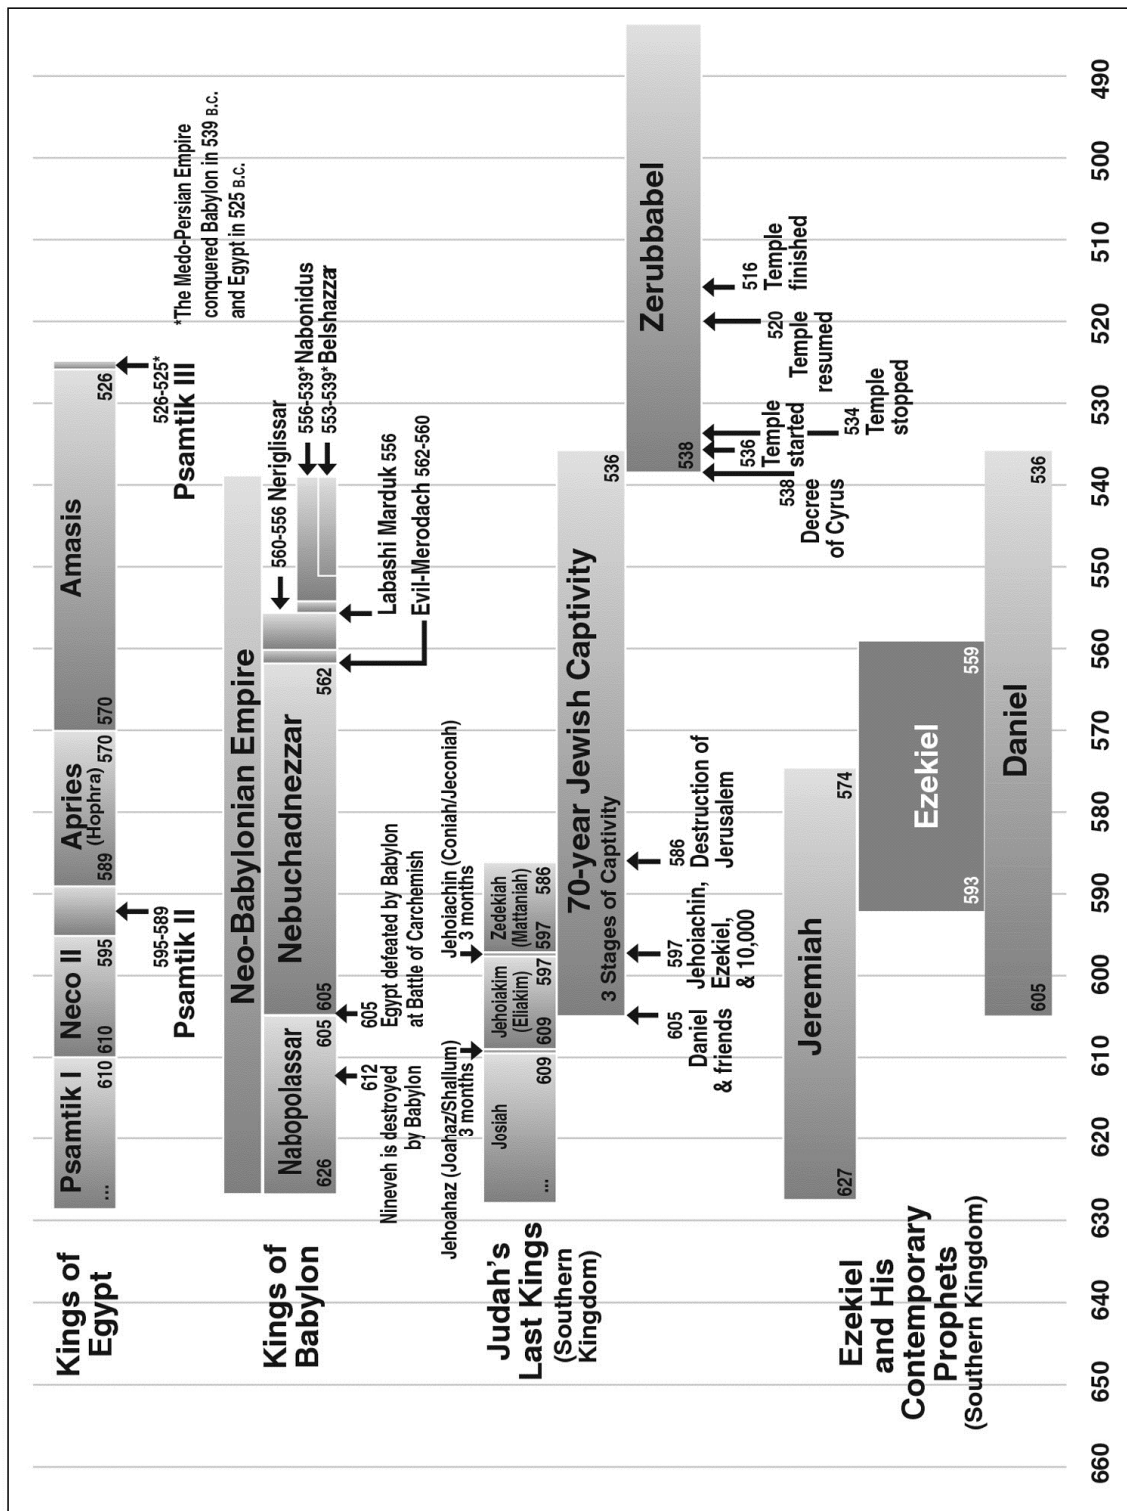 Kings of
Egypt
Psamtik I
...
610
Neco II
610
595
595-589
Psamtik II
Apries
(Hophra)
589
570
Amasis
570
526
526-525*
Psamtik III
*The Medo-Persian Empire
conquered Babylon in 539 B.C.
and Egypt in 525 B.C.
Kings of
Babylon
Neo-Babylonian Empire
Nabopolassar
626
605
612
Nineveh is destroyed
by Babylon
Nebuchadnezzar
605
562
605
Egypt defeated by Babylon
at Battle of Carchemish
560-556 Neriglissar
556-539* Nabonidus
553-539* Belshazzar
Labashi Marduk 556
Evil-Merodach 562-560
Judah's
Last Kings
(Southern
Kingdom)
Jehoahaz (Joahaz/Shallum)
3 months
Jehoiachin (Coniah/Jeconiah)
3 months
Josiah
...
609
Jehoiakim
(Eliakim)
609
597
Zedekiah
(Mattaniah)
597
586
70-year Jewish Captivity
3 Stages of Captivity
536
605
Daniel
& friends
597
Jehoiachin,
Ezekiel,
& 10,000
586
Destruction of
Jerusalem
Zerubbabel
538
538
Decree
of Cyrus
536
Temple
started
534
Temple
stopped
520
Temple
resumed
516
Temple
finished
Ezekiel
and His
Contemporary
Prophets
(Southern Kingdom)
Jeremiah
627
574
Ezekiel
593
559
Daniel
605
536
660
650
640
630
620
610
600
590
580
570
560
550
540
530
520
510
500
490